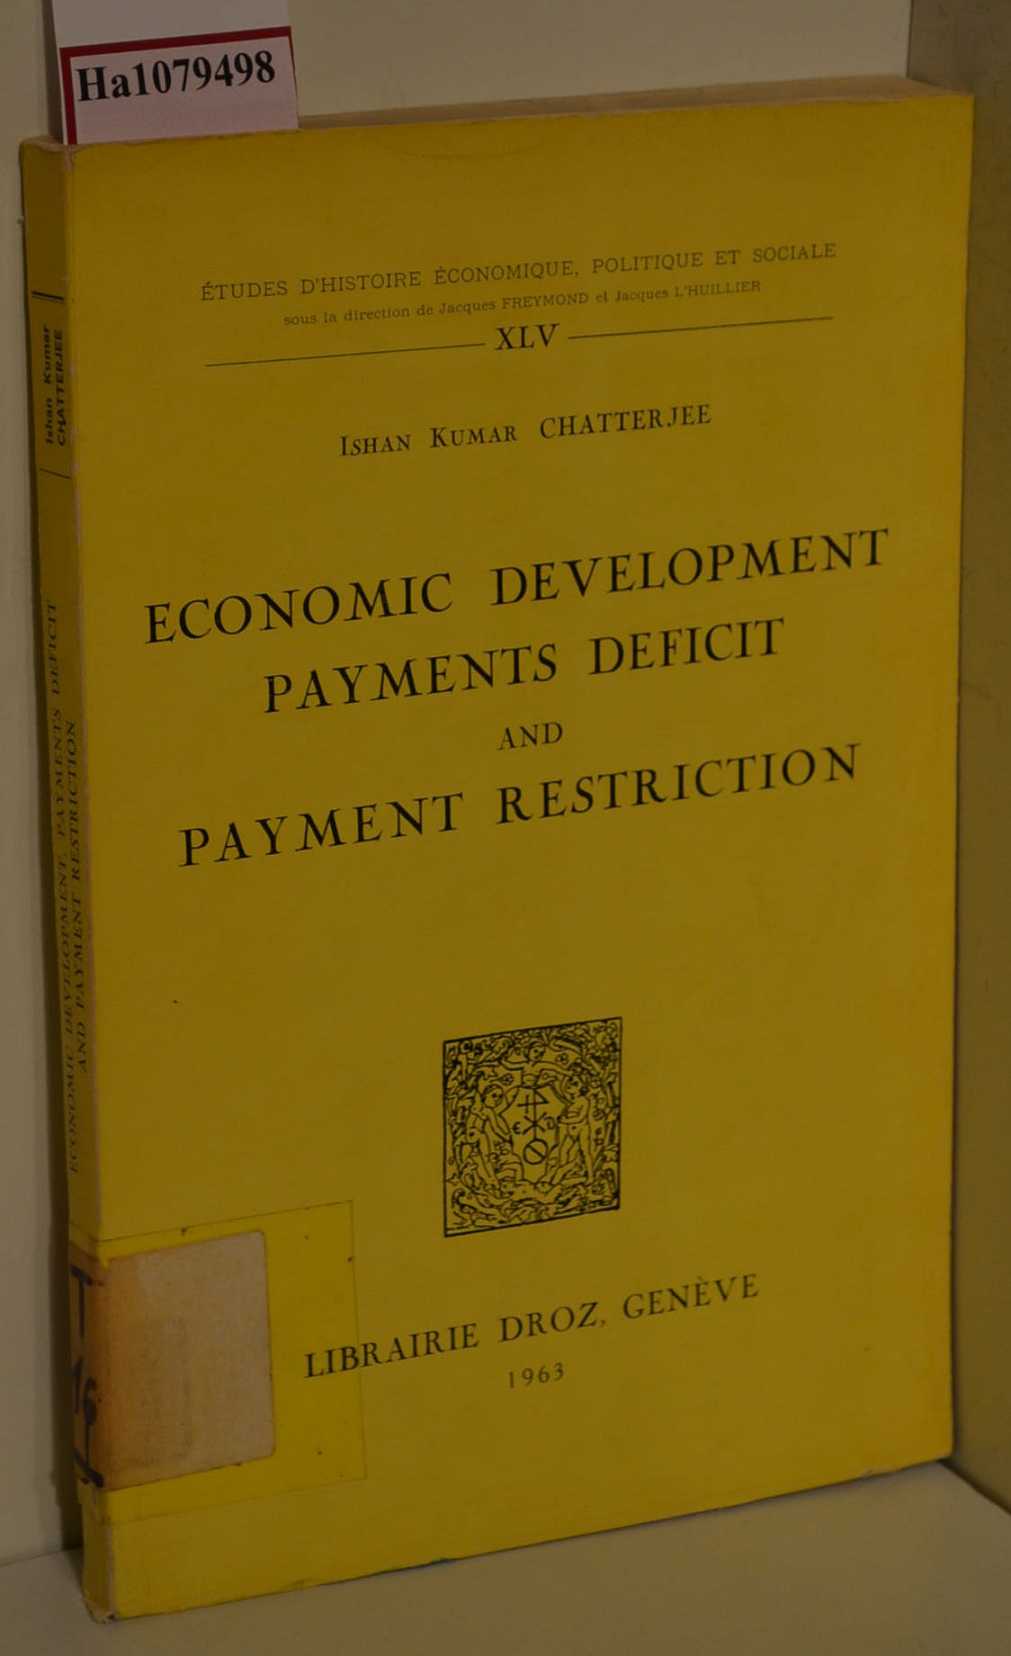 Ha1079498
ÉTUDES D'HISTOIRE ÉCONOMIQUE, POLITIQUE ET SOCIALE
sous la direction de Jacques FREYMOND et Jacques L'HUILLIER
XLV
ISHAN KUMAR CHATTERJEE
ECONOMIC DEVELOPMENT
PAYMENTS DEFICIT
AND
PAYMENT RESTRICTION
LIBRAIRIE DROZ, GENÈVE
1963
Ishan Kumar
CHATTERJEE
ECONOMIC DEVELOPMENT, PAYMENTS DEFICIT
AND PAYMENT RESTRICTION
T
16